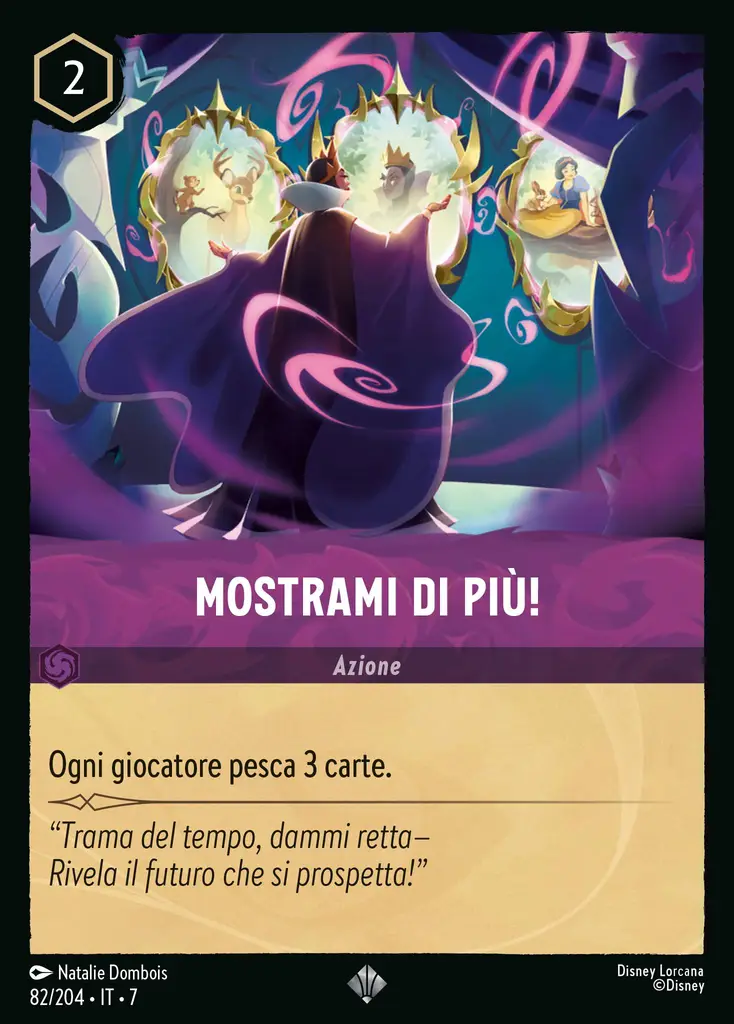 2
MOSTRAMI DI PIÙ!
Azione
Ogni giocatore pesca 3 carte.
“Trama del tempo, dammi retta—
Rivela il futuro che si prospetta!”
Natalie Dombois
82/204 • IT • 7
Disney Lorcana
©Disney